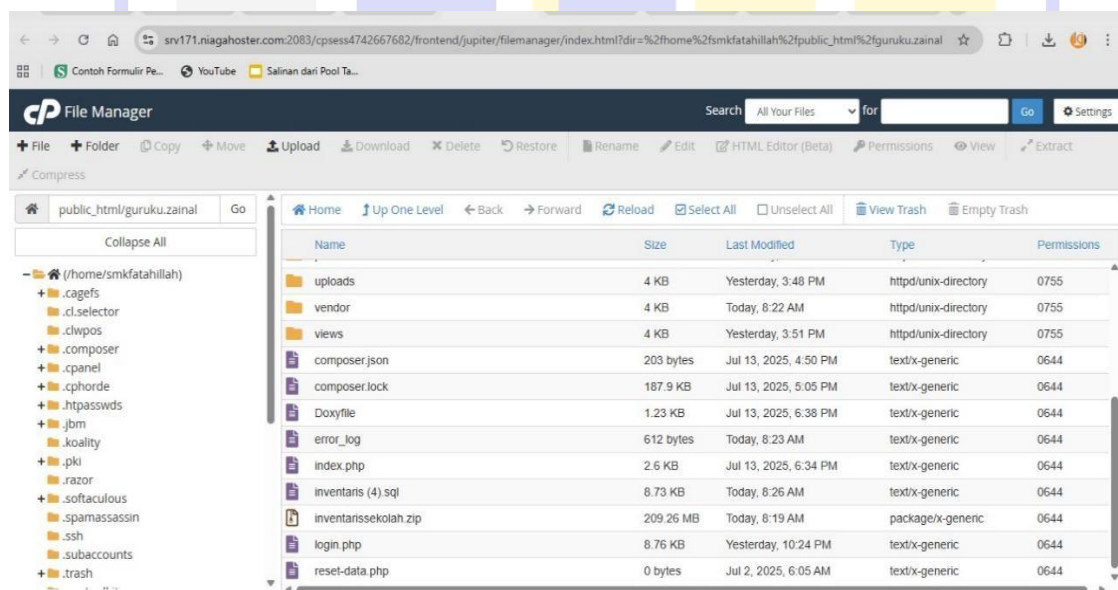 srv171.niagahoster.com:2083/cpsess4742667682/frontend/jupiter/filemanager/index.html?dir=%2fhome%2fsmkfatahillah%2fpublic_html%2fguruku.zainal
Contoh Formulir Pe... YouTube Salinan dari Pool Ta...
cP File Manager Search All Your Files for Go Settings
File Folder Copy Move Upload Download Delete Restore Rename Edit HTML Editor (Beta) Permissions View Extract
Compress
public_html/guruku.zainal Go
Collapse All
(/home/smkfatahillah)
.cagefs
.cl.selector
.clwpos
.composer
.cpanel
.cphorde
.htpasswds
.jbm
.koality
.pki
.razor
.softaculous
.spamassassin
.ssh
.subaccounts
.trash
Home Up One Level Back Forward Reload Select All Unselect All View Trash Empty Trash
Name Size Last Modified Type Permissions
uploads 4 KB Yesterday, 3:48 PM httpd/unix-directory 0755
vendor 4 KB Today, 8:22 AM httpd/unix-directory 0755
views 4 KB Yesterday, 3:51 PM httpd/unix-directory 0755
composer.json 203 bytes Jul 13, 2025, 4:50 PM text/x-generic 0644
composer.lock 187.9 KB Jul 13, 2025, 5:05 PM text/x-generic 0644
Doxyfile 1.23 KB Jul 13, 2025, 6:38 PM text/x-generic 0644
error_log 612 bytes Today, 8:23 AM text/x-generic 0644
index.php 2.6 KB Jul 13, 2025, 6:34 PM text/x-generic 0644
inventaris (4).sql 8.73 KB Today, 8:26 AM text/x-generic 0644
inventarissekolah.zip 209.26 MB Today, 8:19 AM package/x-generic 0644
login.php 8.76 KB Yesterday, 10:24 PM text/x-generic 0644
reset-data.php 0 bytes Jul 2, 2025, 6:05 AM text/x-generic 0644